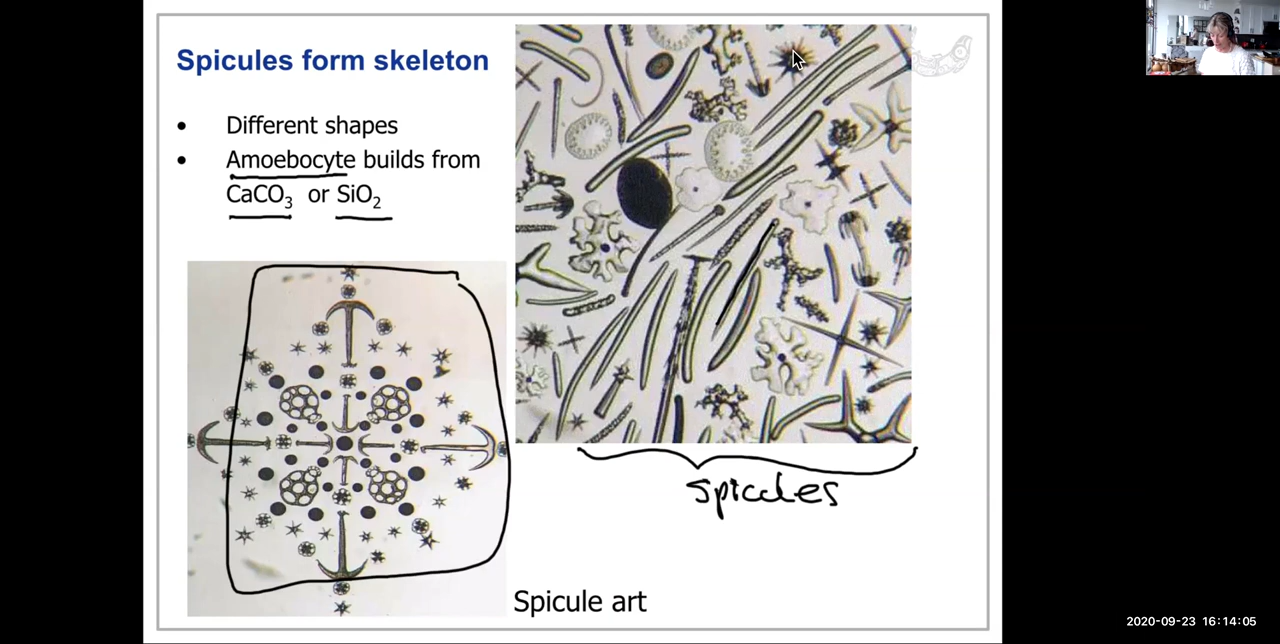 Spicules form skeleton
• Different shapes
• Amoebocyte builds from
CaCO₃ or SiO₂
spicules
Spicule art
2020-09-23 16:14:05